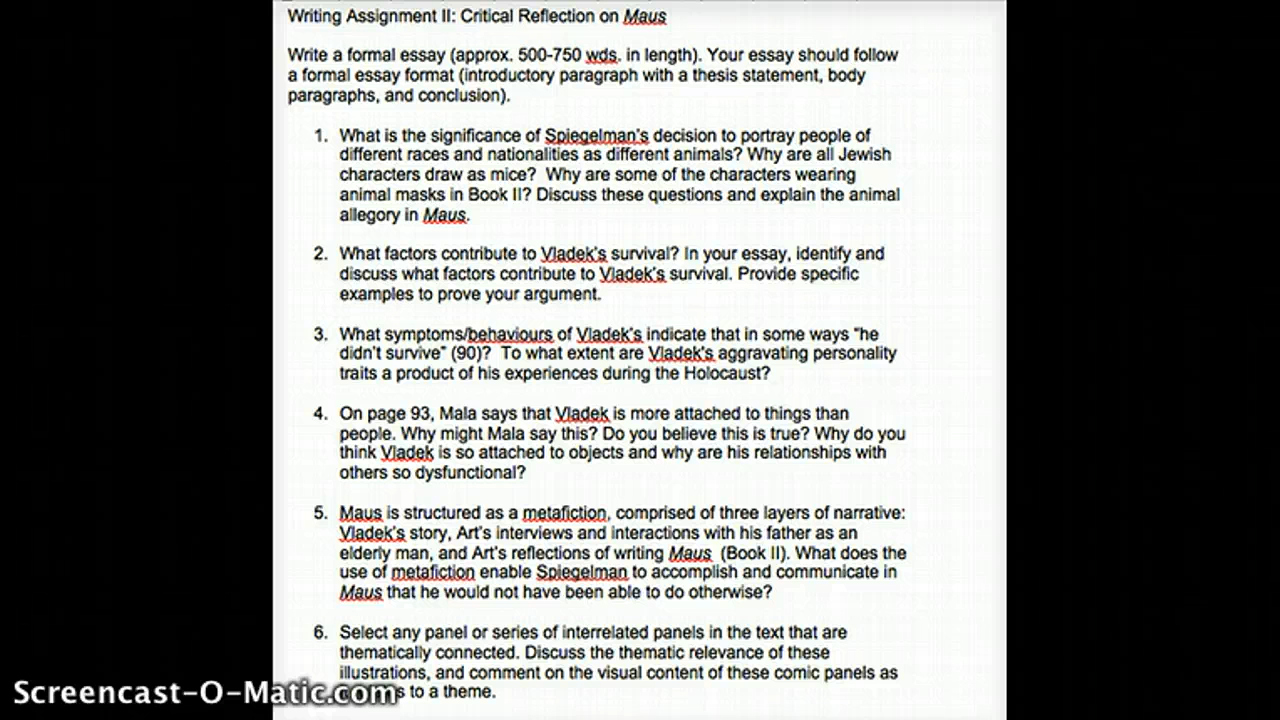 Writing Assignment II: Critical Reflection on Maus
Write a formal essay (approx. 500-750 wds. in length). Your essay should follow
a formal essay format (introductory paragraph with a thesis statement, body
paragraphs, and conclusion).
1. What is the significance of Spiegelman's decision to portray people of
different races and nationalities as different animals? Why are all Jewish
characters draw as mice? Why are some of the characters wearing
animal masks in Book II? Discuss these questions and explain the animal
allegory in Maus.
2. What factors contribute to Vladek's survival? In your essay, identify and
discuss what factors contribute to Vladek's survival. Provide specific
examples to prove your argument.
3. What symptoms/behaviours of Vladek's indicate that in some ways "he
didn't survive" (90)? To what extent are Vladek's aggravating personality
traits a product of his experiences during the Holocaust?
4. On page 93, Mala says that Vladek is more attached to things than
people. Why might Mala say this? Do you believe this is true? Why do you
think Vladek is so attached to objects and why are his relationships with
others so dysfunctional?
5. Maus is structured as a metafiction, comprised of three layers of narrative:
Vladek's story, Art's interviews and interactions with his father as an
elderly man, and Art's reflections of writing Maus (Book II). What does the
use of metafiction enable Spiegelman to accomplish and communicate in
Maus that he would not have been able to do otherwise?
6. Select any panel or series of interrelated panels in the text that are
thematically connected. Discuss the thematic relevance of these
illustrations, and comment on the visual content of these comic panels as
to a theme.
Screencast-O-Matic.com